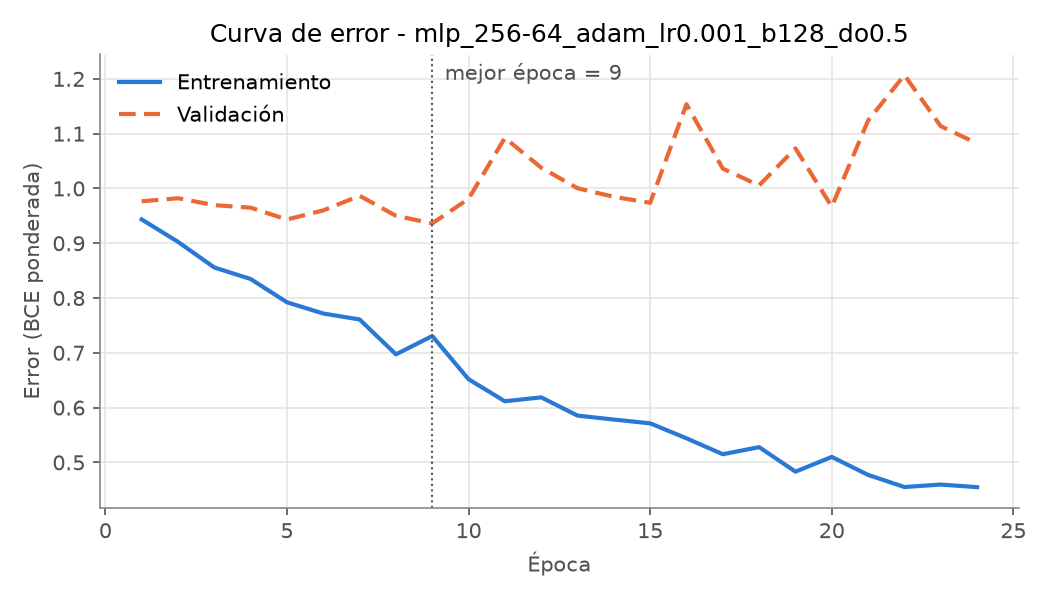 Curva de error - mlp_256-64_adam_lr0.001_b128_do0.5
Entrenamiento
Validación
mejor época = 9
Error (BCE ponderada)
1.2
1.1
1.0
0.9
0.8
0.7
0.6
0.5
0
5
10
15
20
25
Época